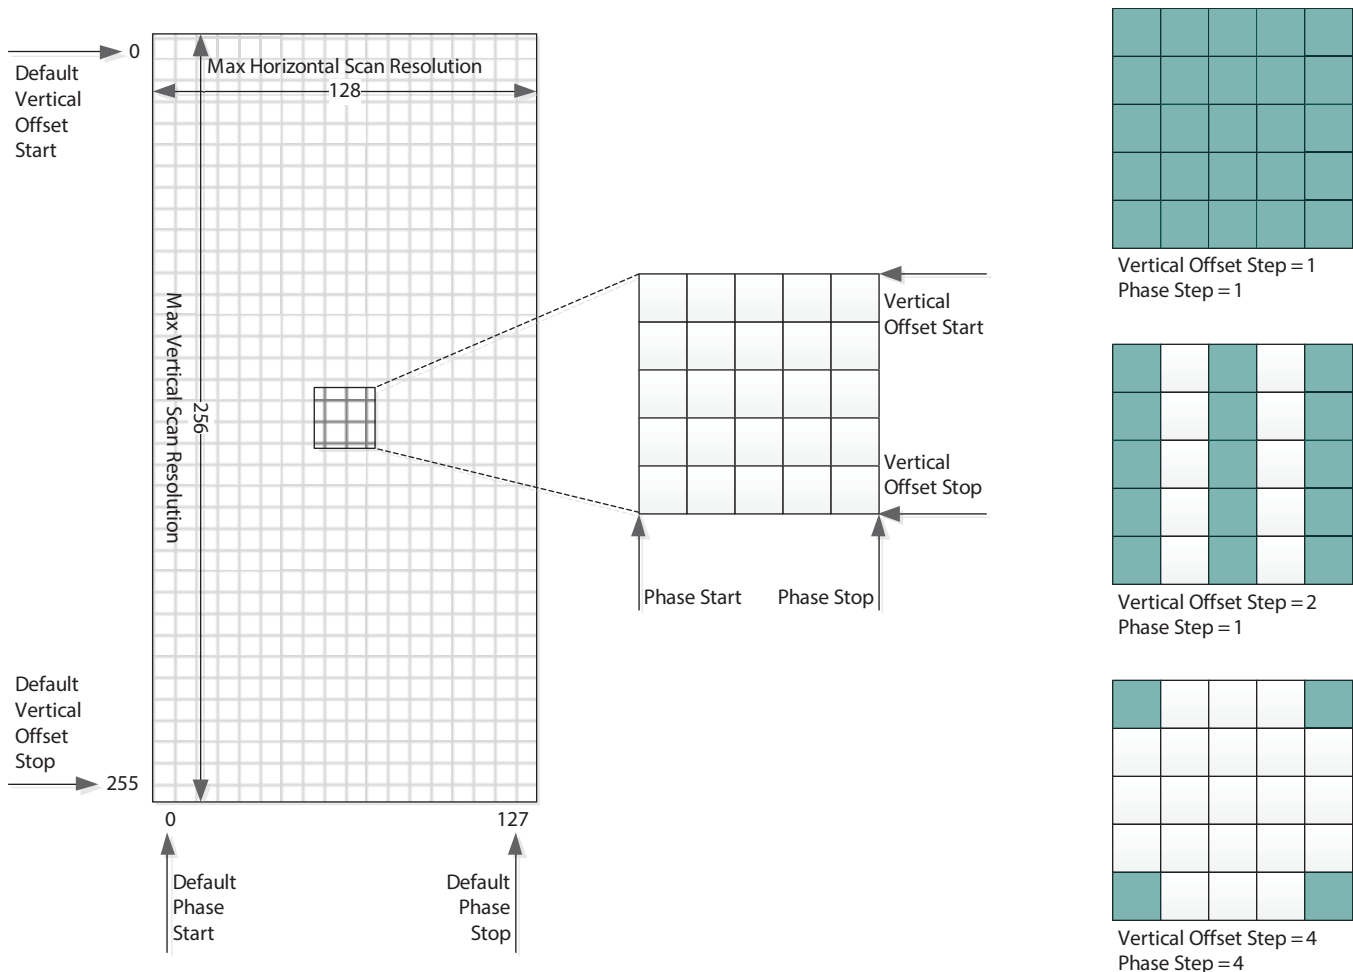 0
Default
Vertical
Offset
Start
Max Horizontal Scan Resolution
128
Max Vertical Scan Resolution
256
Default
Vertical
Offset
Stop
255
0
127
Default
Phase
Start
Default
Phase
Stop
Vertical
Offset Start
Vertical
Offset Stop
Phase Start
Phase Stop
Vertical Offset Step = 1
Phase Step = 1
Vertical Offset Step = 2
Phase Step = 1
Vertical Offset Step = 4
Phase Step = 4